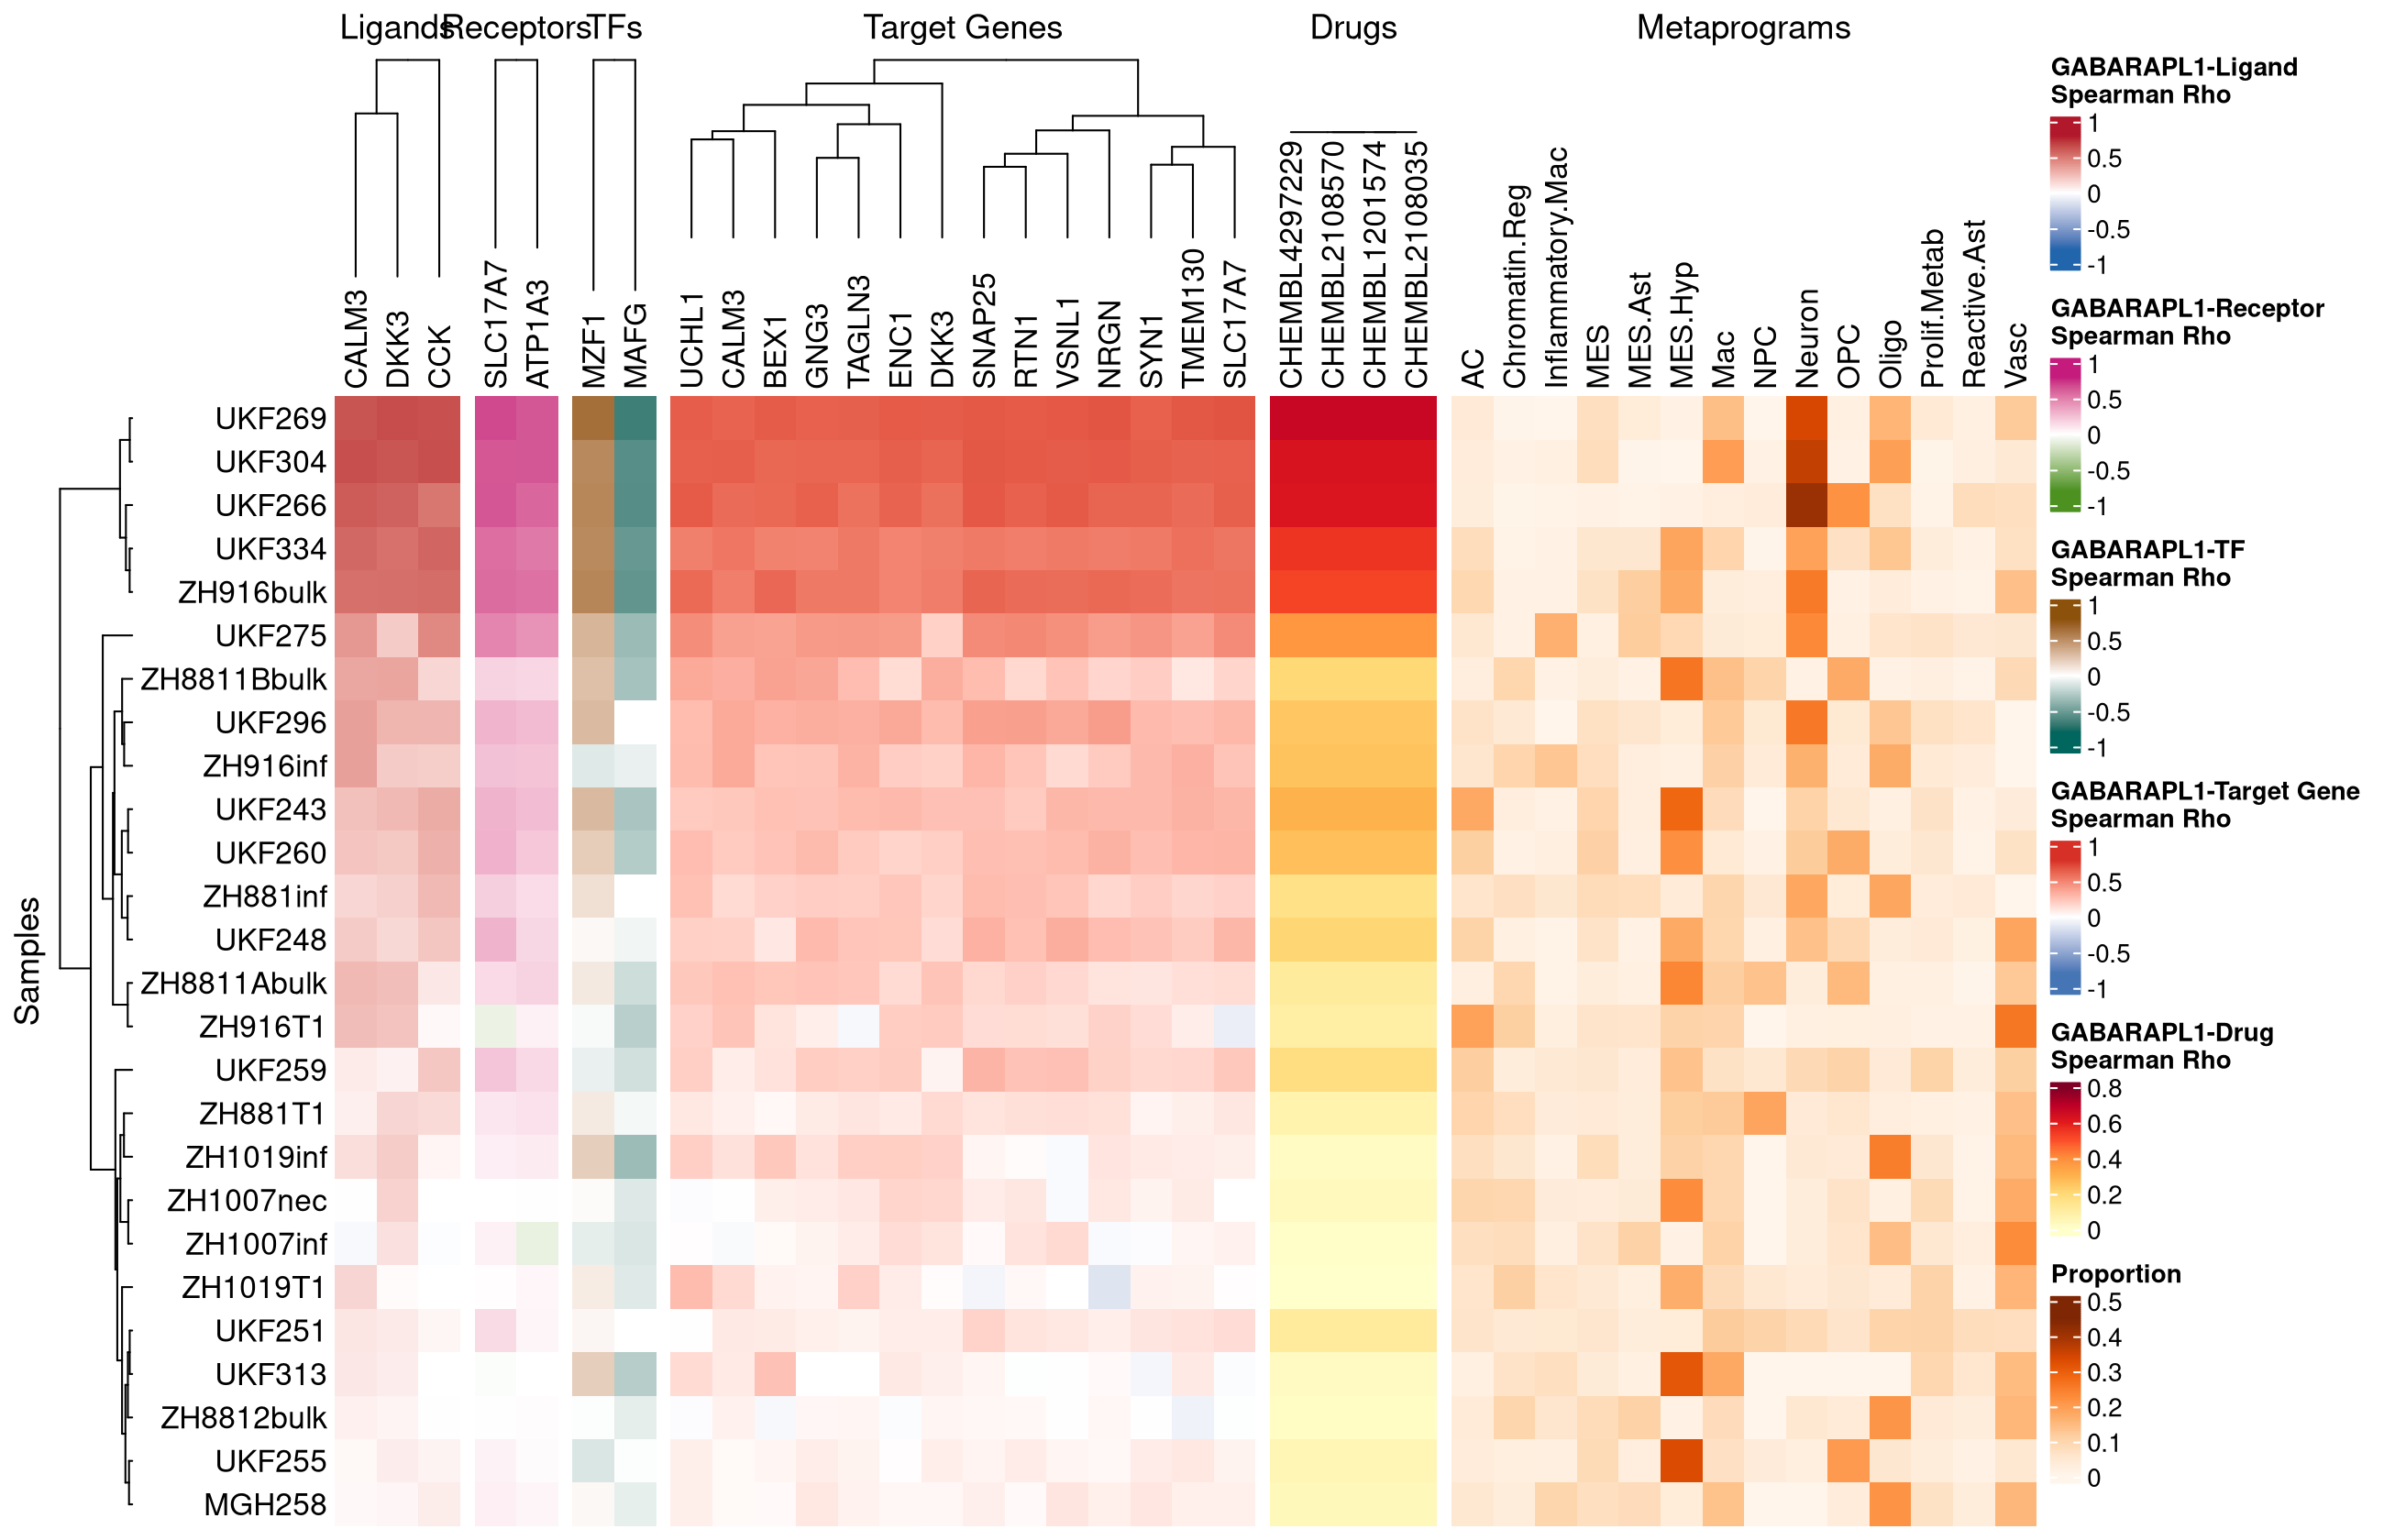 Ligands Receptors TFs Target Genes Drugs Metaprograms
CALM3
DKK3
CCK
SLC17A7
ATP1A3
MZF1
MAFG
UCHL1
CALM3
BEX1
GNG3
TAGLN3
ENC1
DKK3
SNAP25
RTN1
VSNL1
NRGN
SYN1
TMEM130
SLC17A7
CHEMBL4297229
CHEMBL2108570
CHEMBL1201574
CHEMBL2108035
AC
Chromatin.Reg
Inflammatory.Mac
MES
MES.Ast
MES.Hyp
Mac
NPC
Neuron
OPC
Oligo
Prolif.Metab
Reactive.Ast
Vasc
Samples
UKF269
UKF304
UKF266
UKF334
ZH916bulk
UKF275
ZH8811Bbulk
UKF296
ZH916inf
UKF243
UKF260
ZH881inf
UKF248
ZH8811Abulk
ZH916T1
UKF259
ZH881T1
ZH1019inf
ZH1007nec
ZH1007inf
ZH1019T1
UKF251
UKF313
ZH8812bulk
UKF255
MGH258
GABARAPL1-Ligand
Spearman Rho
1
0.5
0
-0.5
-1
GABARAPL1-Receptor
Spearman Rho
1
0.5
0
-0.5
-1
GABARAPL1-TF
Spearman Rho
1
0.5
0
-0.5
-1
GABARAPL1-Target Gene
Spearman Rho
1
0.5
0
-0.5
-1
GABARAPL1-Drug
Spearman Rho
0.8
0.6
0.4
0.2
0
Proportion
0.5
0.4
0.3
0.2
0.1
0